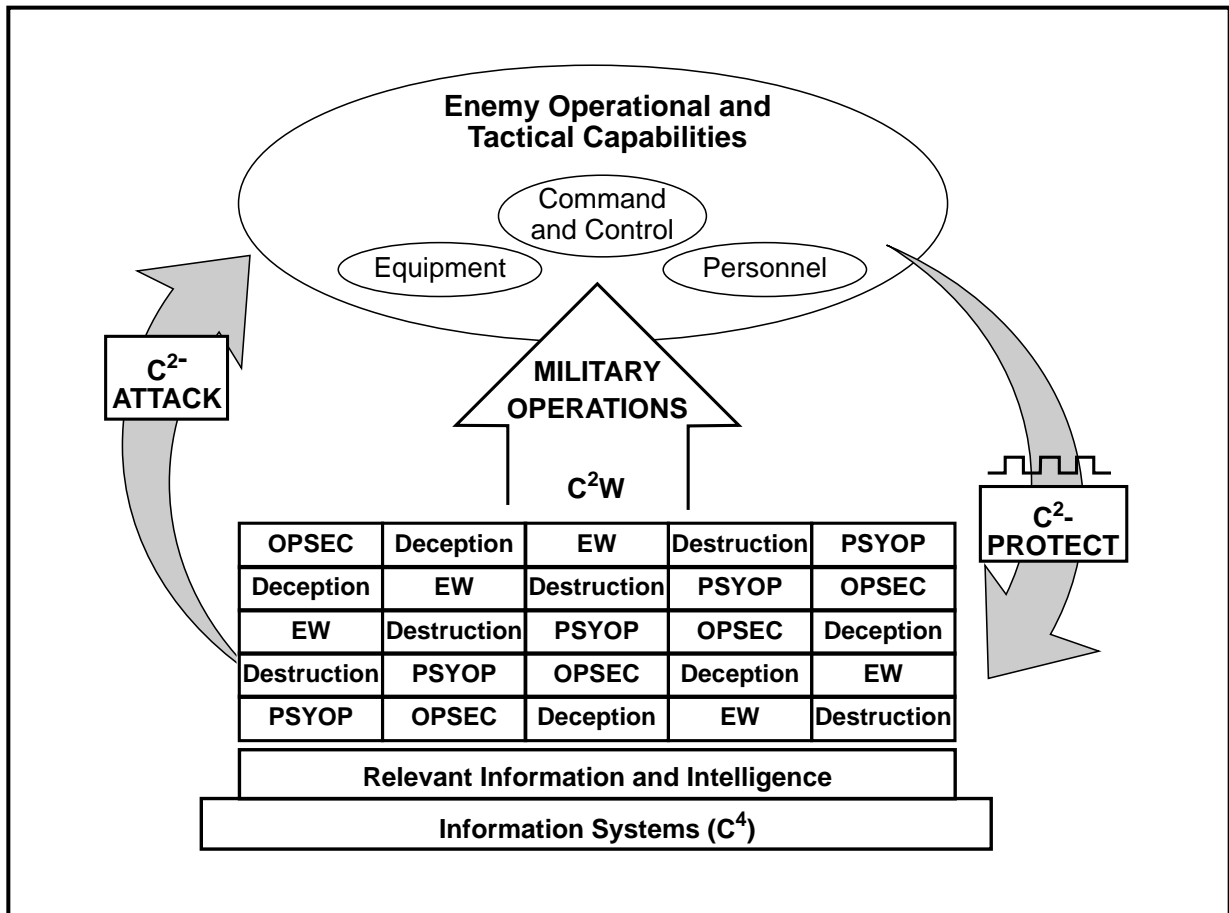 Enemy Operational and
Tactical Capabilities
Command
and Control
Equipment
Personnel
C²-
ATTACK
MILITARY
OPERATIONS
C²W
C²-
PROTECT
OPSEC Deception EW Destruction PSYOP
Deception EW Destruction PSYOP OPSEC
EW Destruction PSYOP OPSEC Deception
Destruction PSYOP OPSEC Deception EW
PSYOP OPSEC Deception EW Destruction
Relevant Information and Intelligence
Information Systems (C⁴)